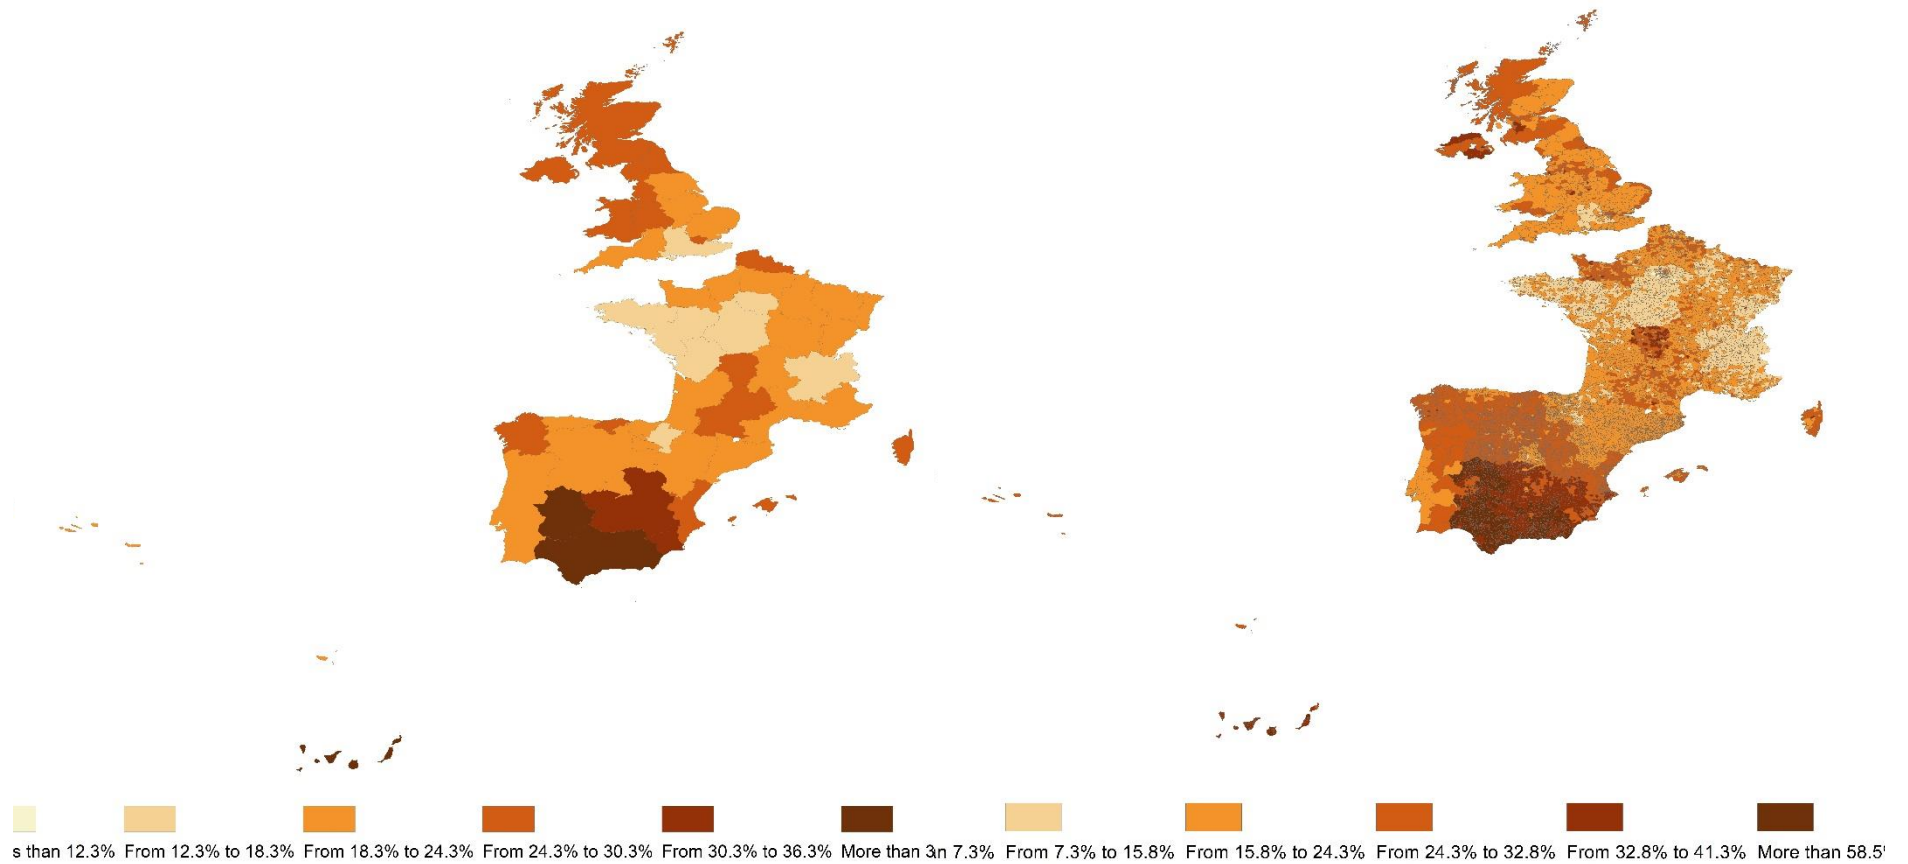 s than 12.3% From 12.3% to 18.3% From 18.3% to 24.3% From 24.3% to 30.3% From 30.3% to 36.3% More than 3 n 7.3% From 7.3% to 15.8% From 15.8% to 24.3% From 24.3% to 32.8% From 32.8% to 41.3% More than 58.5